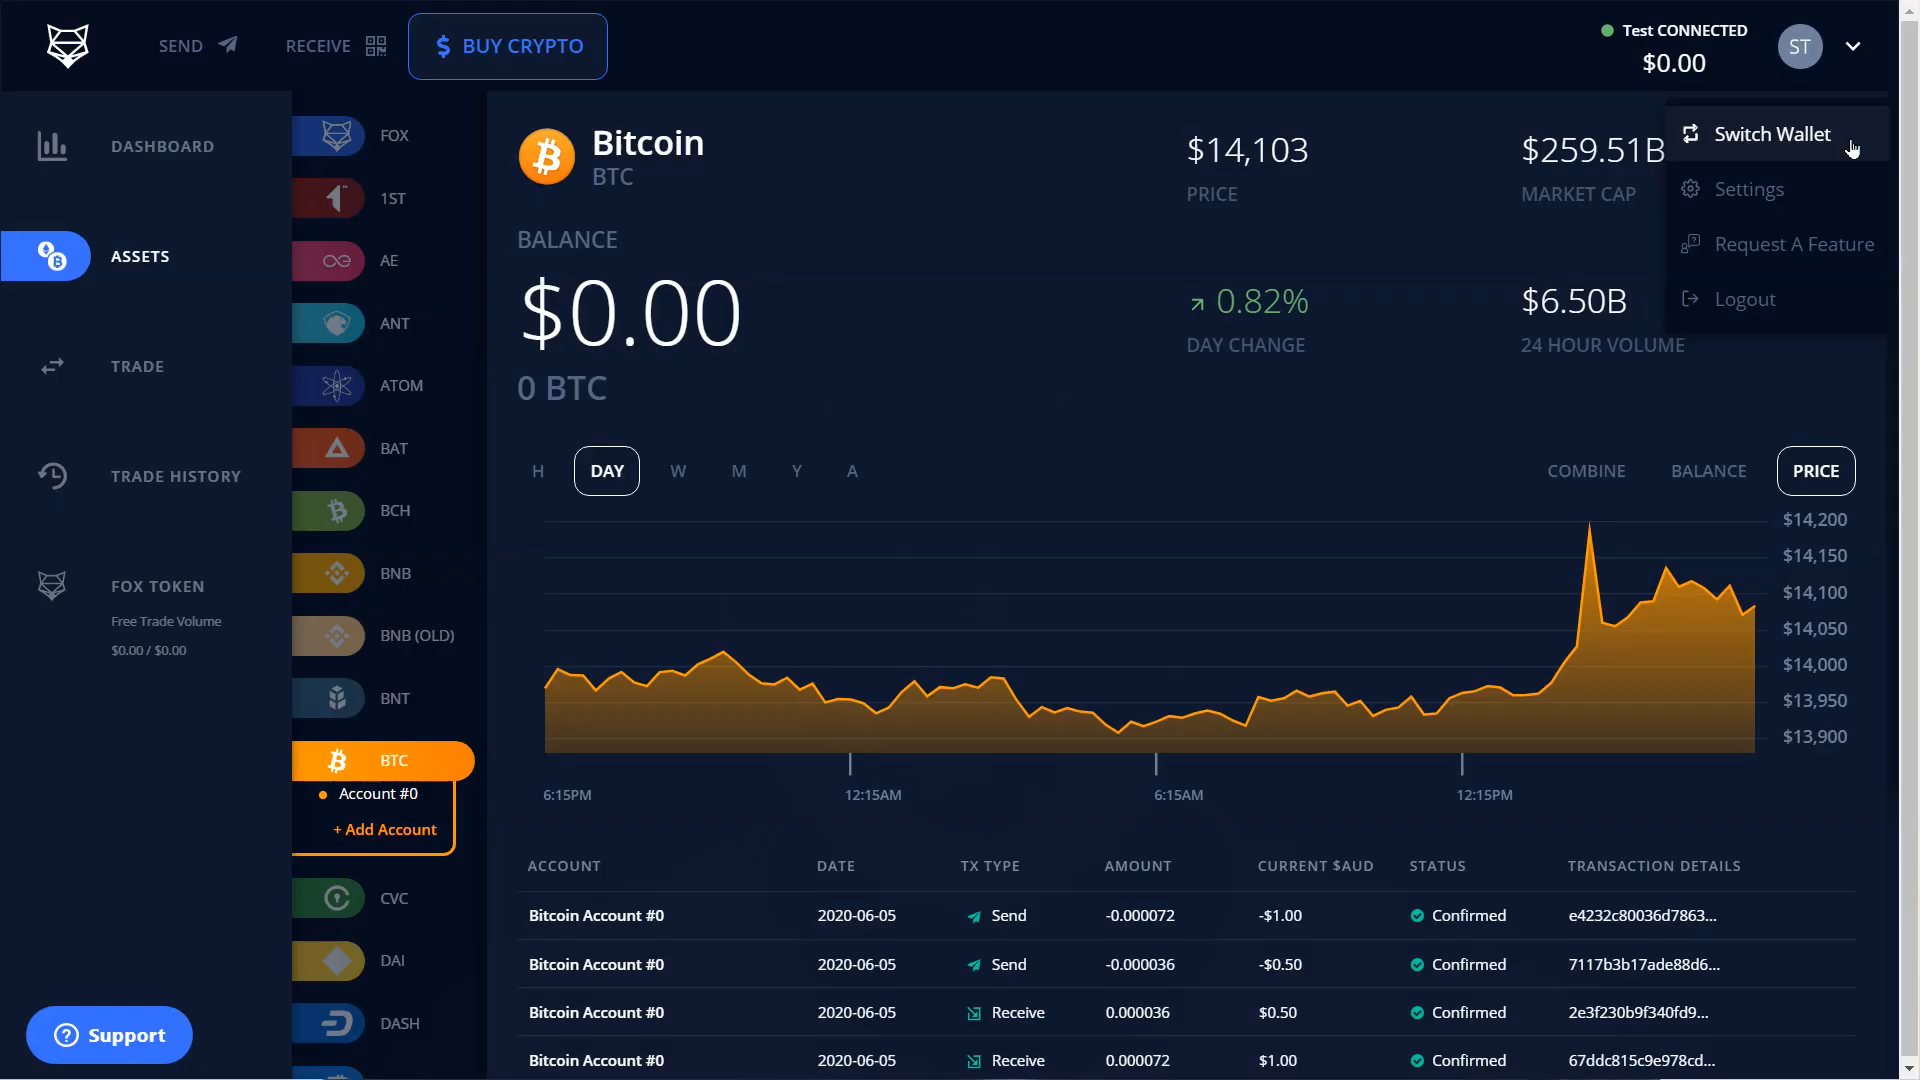 SEND
RECEIVE
$ BUY CRYPTO
Test CONNECTED
$0.00
ST
DASHBOARD
ASSETS
TRADE
TRADE HISTORY
FOX TOKEN
Free Trade Volume
$0.00 / $0.00
Support
FOX
1ST
AE
ANT
ATOM
BAT
BCH
BNB
BNB (OLD)
BNT
BTC
Account #0
+ Add Account
CVC
DAI
DASH
Bitcoin
BTC
$14,103
PRICE
$259.51B
MARKET CAP
Switch Wallet
Settings
Request A Feature
Logout
BALANCE
$0.00
0 BTC
0.82%
DAY CHANGE
$6.50B
24 HOUR VOLUME
H DAY W M Y A
COMBINE BALANCE PRICE
$14,200
$14,150
$14,100
$14,050
$14,000
$13,950
$13,900
6:15PM 12:15AM 6:15AM 12:15PM
ACCOUNT DATE TX TYPE AMOUNT CURRENT $AUD STATUS TRANSACTION DETAILS
Bitcoin Account #0 2020-06-05 Send -0.000072 -$1.00 Confirmed e4232c80036d7863...
Bitcoin Account #0 2020-06-05 Send -0.000036 -$0.50 Confirmed 7117b3b17ade88d6...
Bitcoin Account #0 2020-06-05 Receive 0.000036 $0.50 Confirmed 2e3f230b9f340fd9...
Bitcoin Account #0 2020-06-05 Receive 0.000072 $1.00 Confirmed 67ddc815c9e978cd...